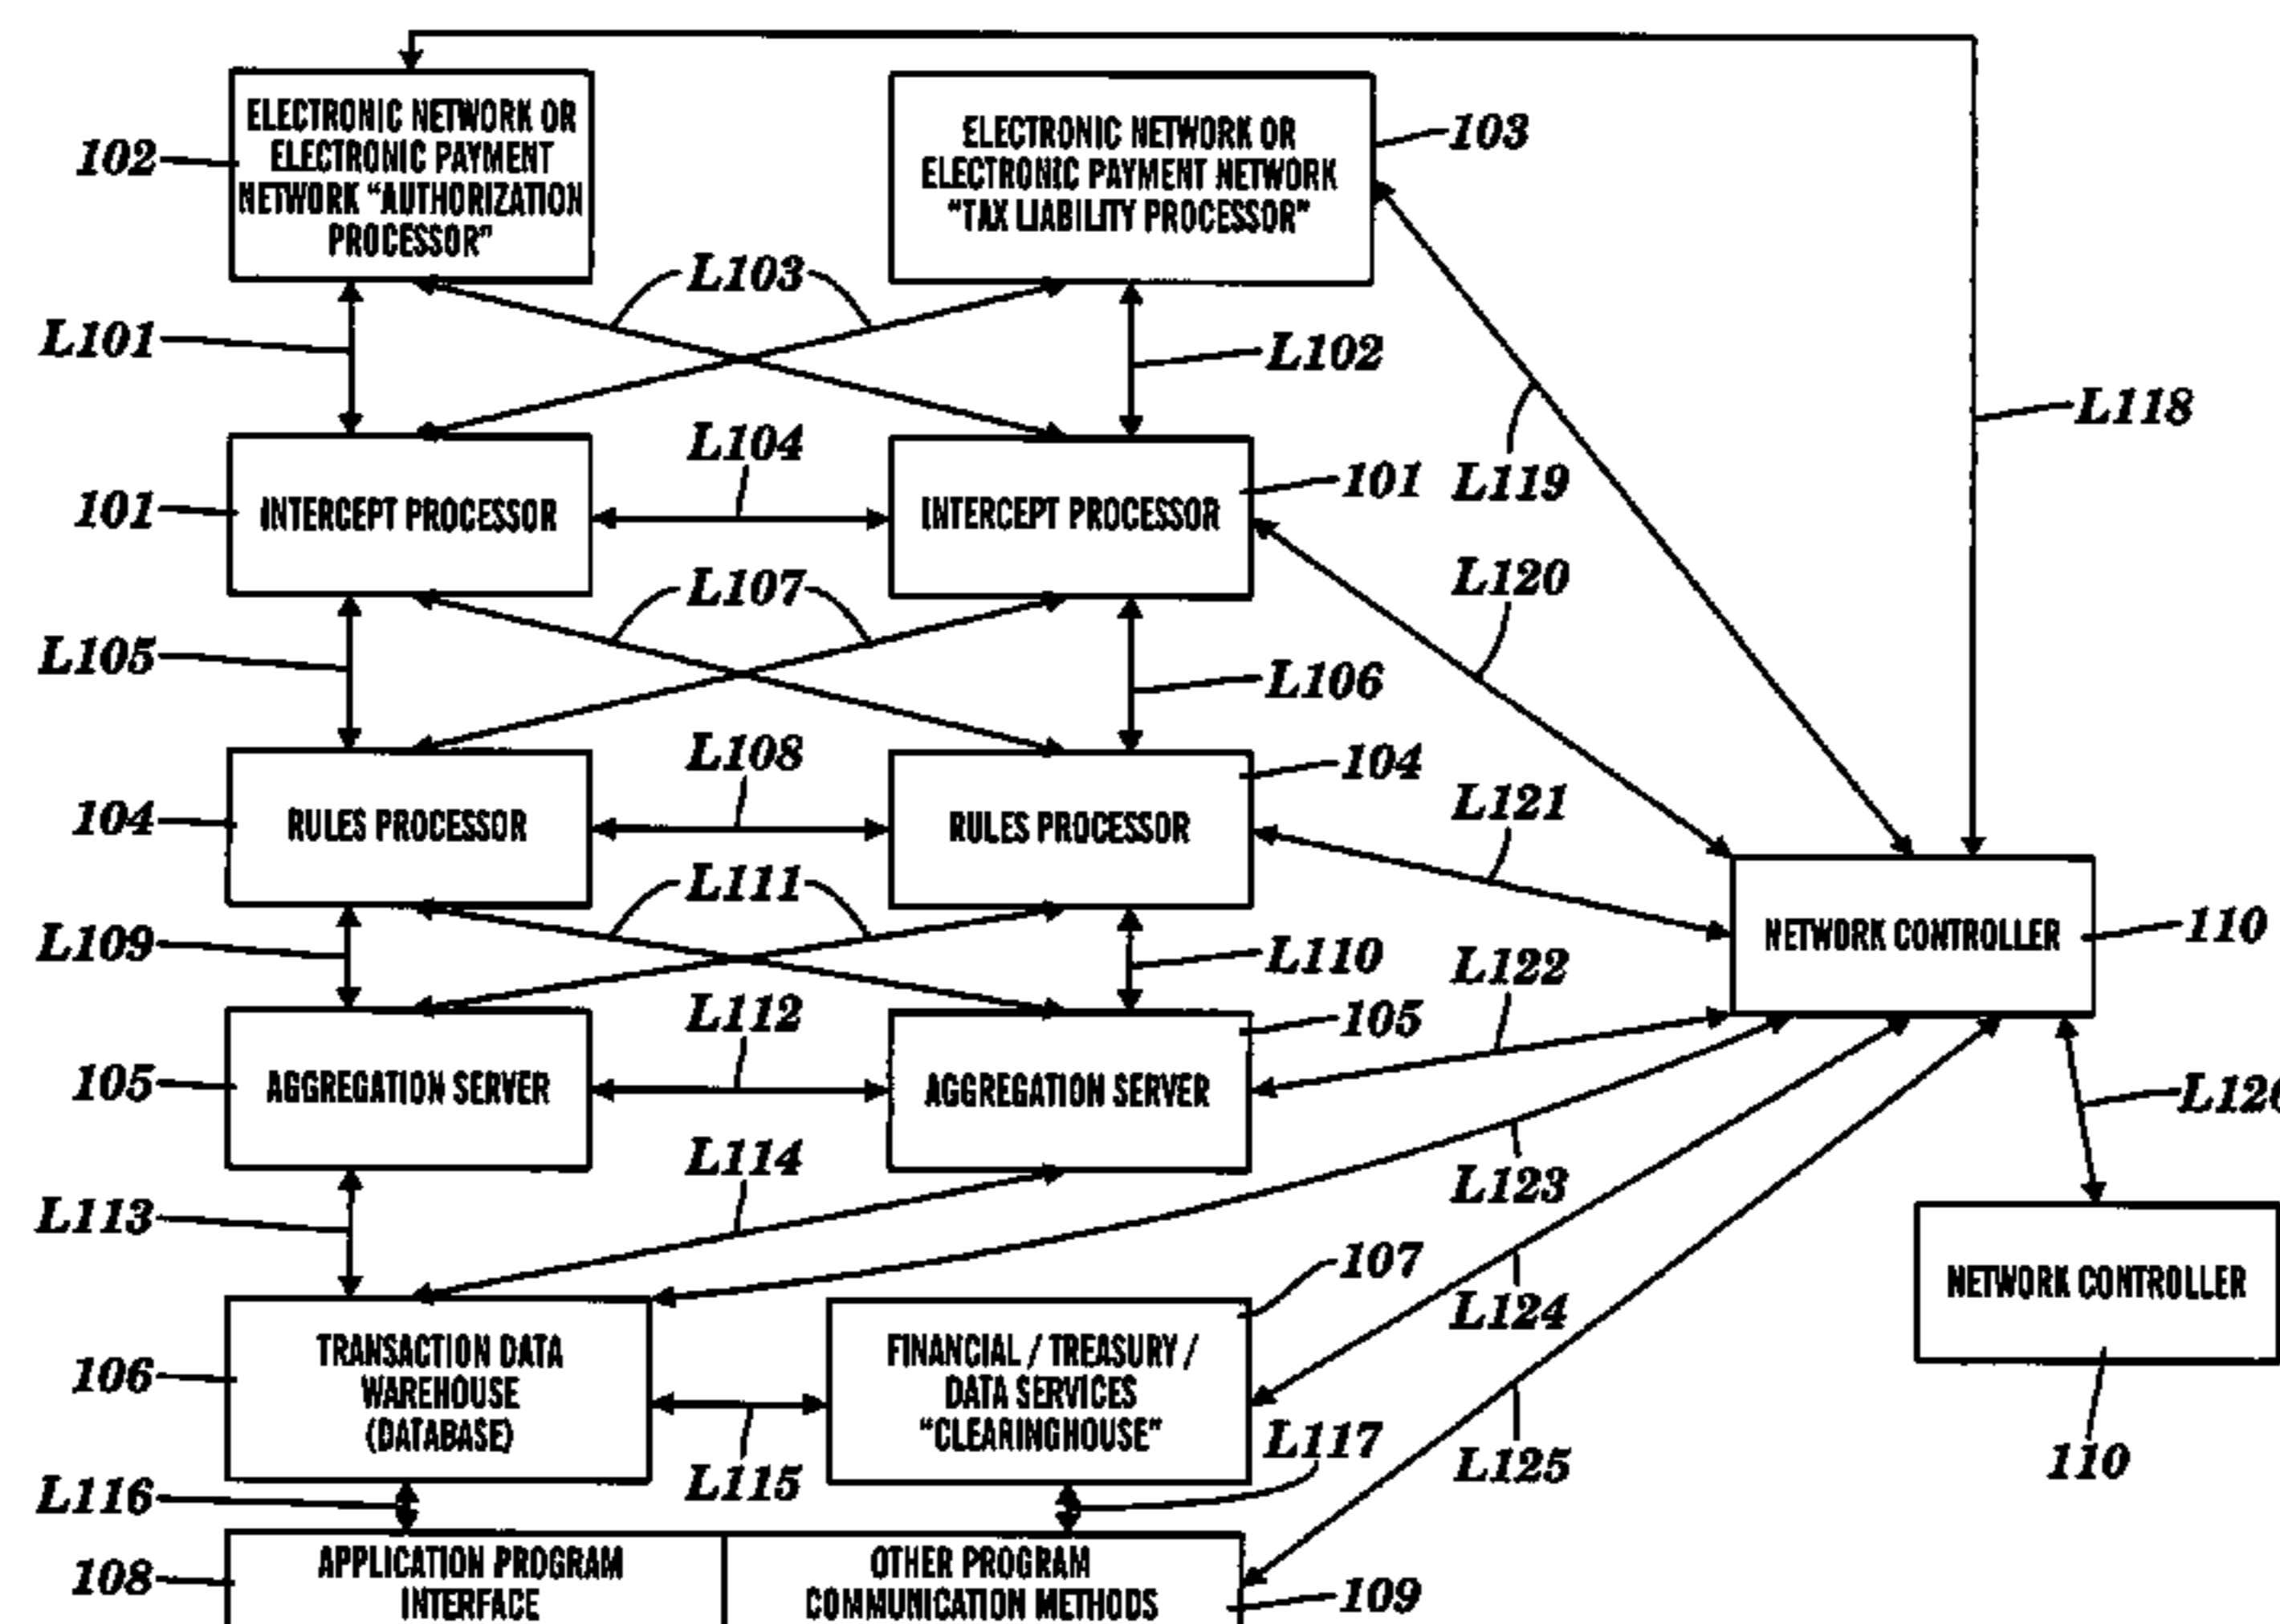 ELECTRONIC NETWORK OR
ELECTRONIC PAYMENT
NETWORK “AUTHORIZATION
PROCESSOR”
102
ELECTRONIC NETWORK OR
ELECTRONIC PAYMENT NETWORK
“TAX LIABILITY PROCESSOR”
103
L103
L101
L102
L118
L104
101
INTERCEPT PROCESSOR
INTERCEPT PROCESSOR
101
L119
L107
L120
L105
L106
L108
104
RULES PROCESSOR
RULES PROCESSOR
104
L121
L111
L109
L110
L122
NETWORK CONTROLLER
110
L112
105
AGGREGATION SERVER
AGGREGATION SERVER
105
L126
L114
L123
L113
107
L124
NETWORK CONTROLLER
110
106
TRANSACTION DATA
WAREHOUSE
(DATABASE)
FINANCIAL / TREASURY /
DATA SERVICES
“CLEARINGHOUSE”
L115
L117
L125
L116
108
APPLICATION PROGRAM
INTERFACE
OTHER PROGRAM
COMMUNICATION METHODS
109